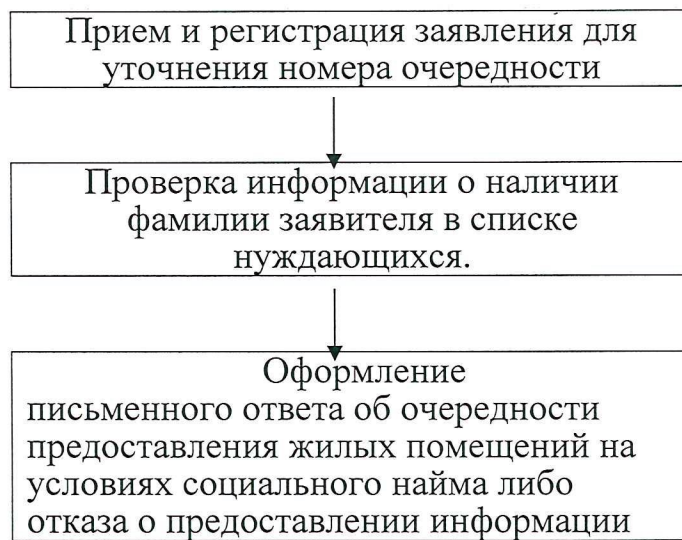 Прием и регистрация заявления для
уточнения номера очередности
Проверка информации о наличии
фамилии заявителя в списке
нуждающихся.
Оформление
письменного ответа об очередности
предоставления жилых помещений на
условиях социального найма либо
отказа о предоставлении информации